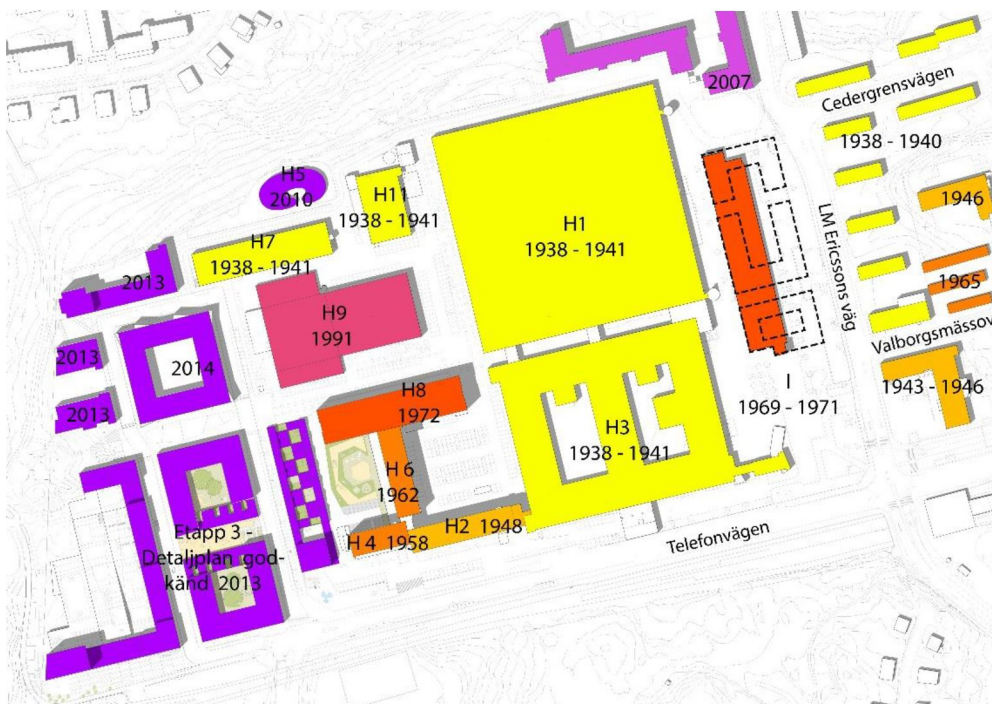 2007
Cedergrensvägen
1938 - 1940
H5
2010
H11
1938 - 1941
H1
1938 - 1941
1946
H7
1938 - 1941
LM Ericssons väg
2013
1965
H9
1991
Valborgsmässov
2013
2014
1943 - 1946
I
1969 - 1971
H8
1972
2013
H3
1938 - 1941
H 6
1962
H2 1948
H 4 1958
Telefonvägen
Etapp 3 -
Detaljplan god-
känd 2013